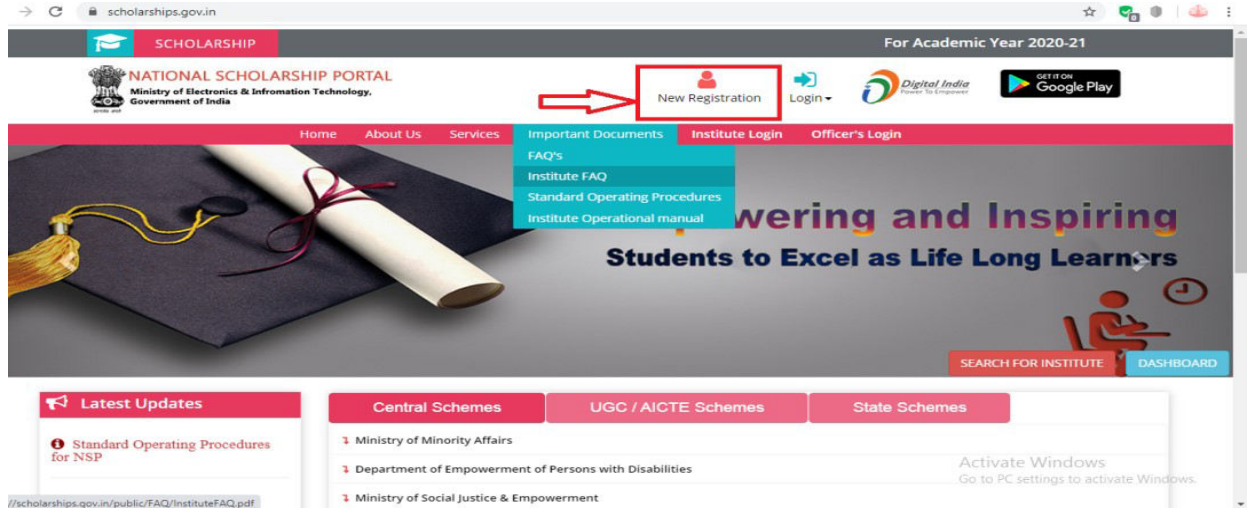 scholarships.gov.in
SCHOLARSHIP
For Academic Year 2020-21
NATIONAL SCHOLARSHIP PORTAL
Ministry of Electronics & Infromation Technology,
Government of India
New Registration
Login
Digital India
Power To Empower
GET IT ON
Google Play
Home About Us Services Important Documents Institute Login Officer's Login
FAQ's
Institute FAQ
Standard Operating Procedures
Institute Operational manual
wering and Inspiring
Students to Excel as Life Long Learners
SEARCH FOR INSTITUTE
DASHBOARD
Latest Updates
Standard Operating Procedures
for NSP
Central Schemes UGC / AICTE Schemes State Schemes
Ministry of Minority Affairs
Department of Empowerment of Persons with Disabilities
Ministry of Social Justice & Empowerment
Activate Windows
Go to PC settings to activate Windows.
//scholarships.gov.in/public/FAQ/InstituteFAQ.pdf